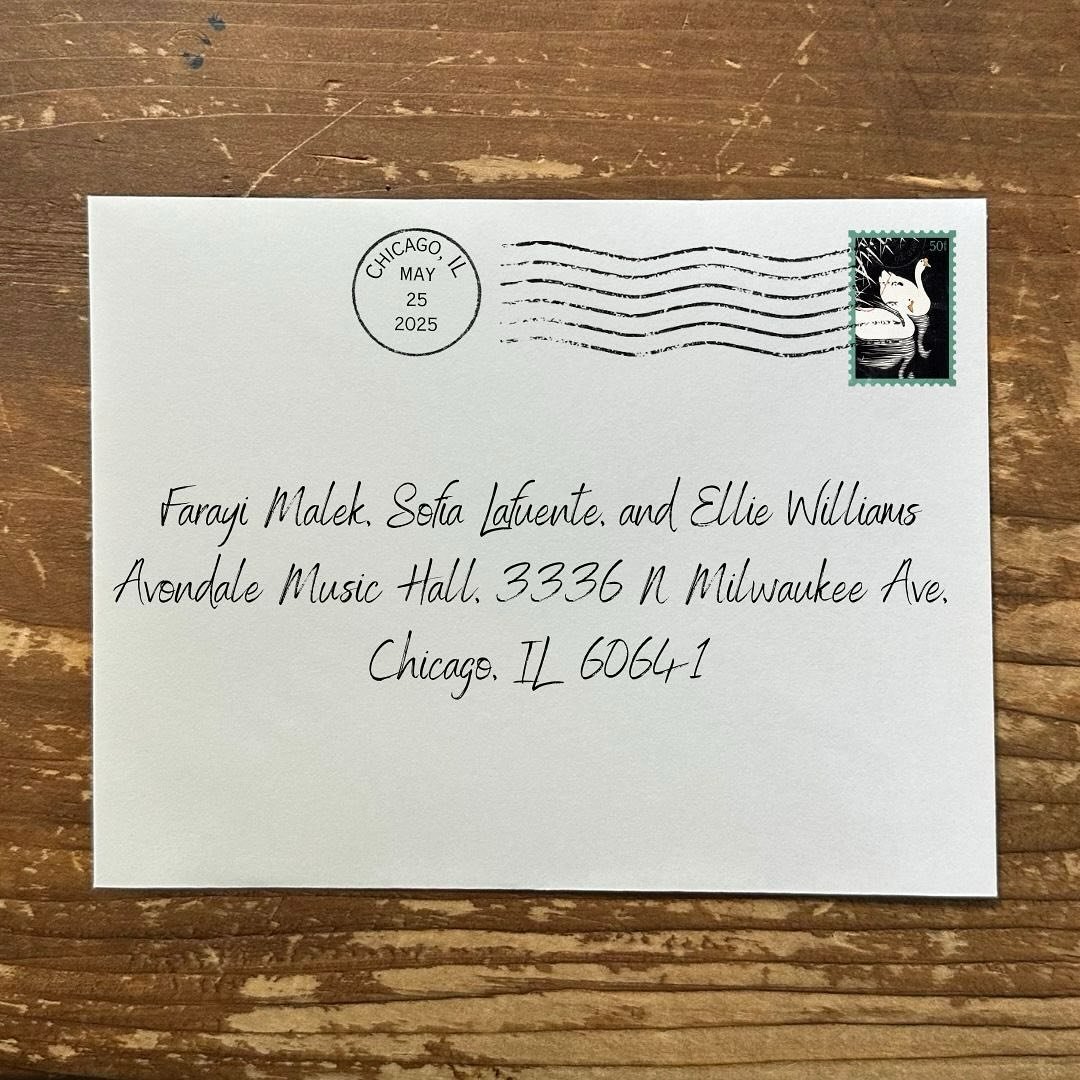 CHICAGO, IL
MAY
25
2025
50f
Farayi Malek, Sofia Lafuente, and Ellie Williams
Avondale Music Hall, 3336 N Milwaukee Ave,
Chicago, IL 60641